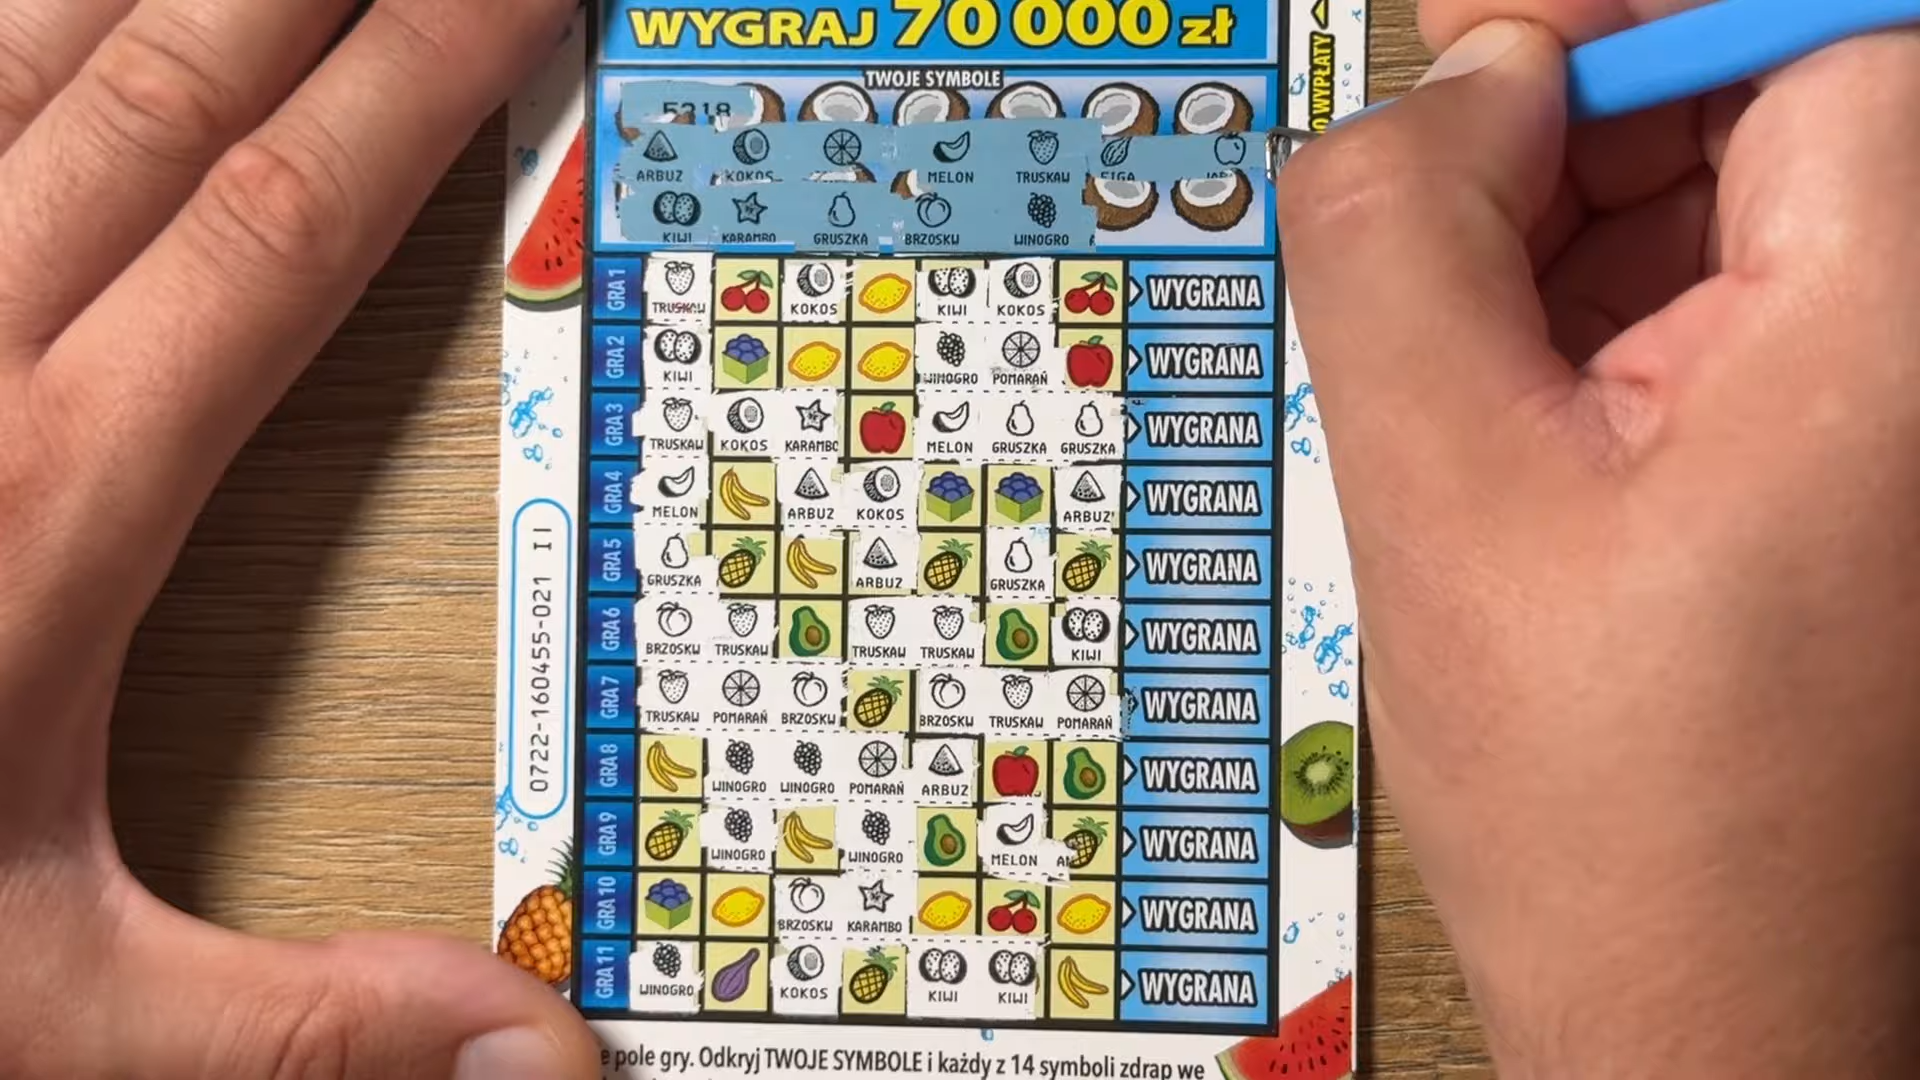 WYGRAJ 70 000 zł
TWOJE SYMBOLE
5318
ARBUZ KOKOS MELON TRUSKAW FIGA
KIWI KARAMBO GRUSZKA BRZOSKW WINOGRO
GRA 1 TRUSKAW KOKOS KIWI KOKOS WYGRANA
GRA 2 KIWI WINOGRO POMARAŃ WYGRANA
GRA 3 TRUSKAW KOKOS KARAMBO MELON GRUSZKA GRUSZKA WYGRANA
GRA 4 MELON ARBUZ KOKOS ARBUZ WYGRANA
GRA 5 GRUSZKA ARBUZ GRUSZKA WYGRANA
GRA 6 BRZOSKW TRUSKAW TRUSKAW TRUSKAW KIWI WYGRANA
GRA 7 TRUSKAW POMARAŃ BRZOSKW BRZOSKW TRUSKAW POMARAŃ WYGRANA
GRA 8 WINOGRO WINOGRO POMARAŃ ARBUZ WYGRANA
GRA 9 WINOGRO WINOGRO MELON WYGRANA
GRA 10 BRZOSKW KARAMBO WYGRANA
GRA 11 WINOGRO KOKOS KIWI KIWI WYGRANA
0722-160455-021
pole gry. Odkryj TWOJE SYMBOLE i każdy z 14 symboli zdrap we
DO WYPŁATY